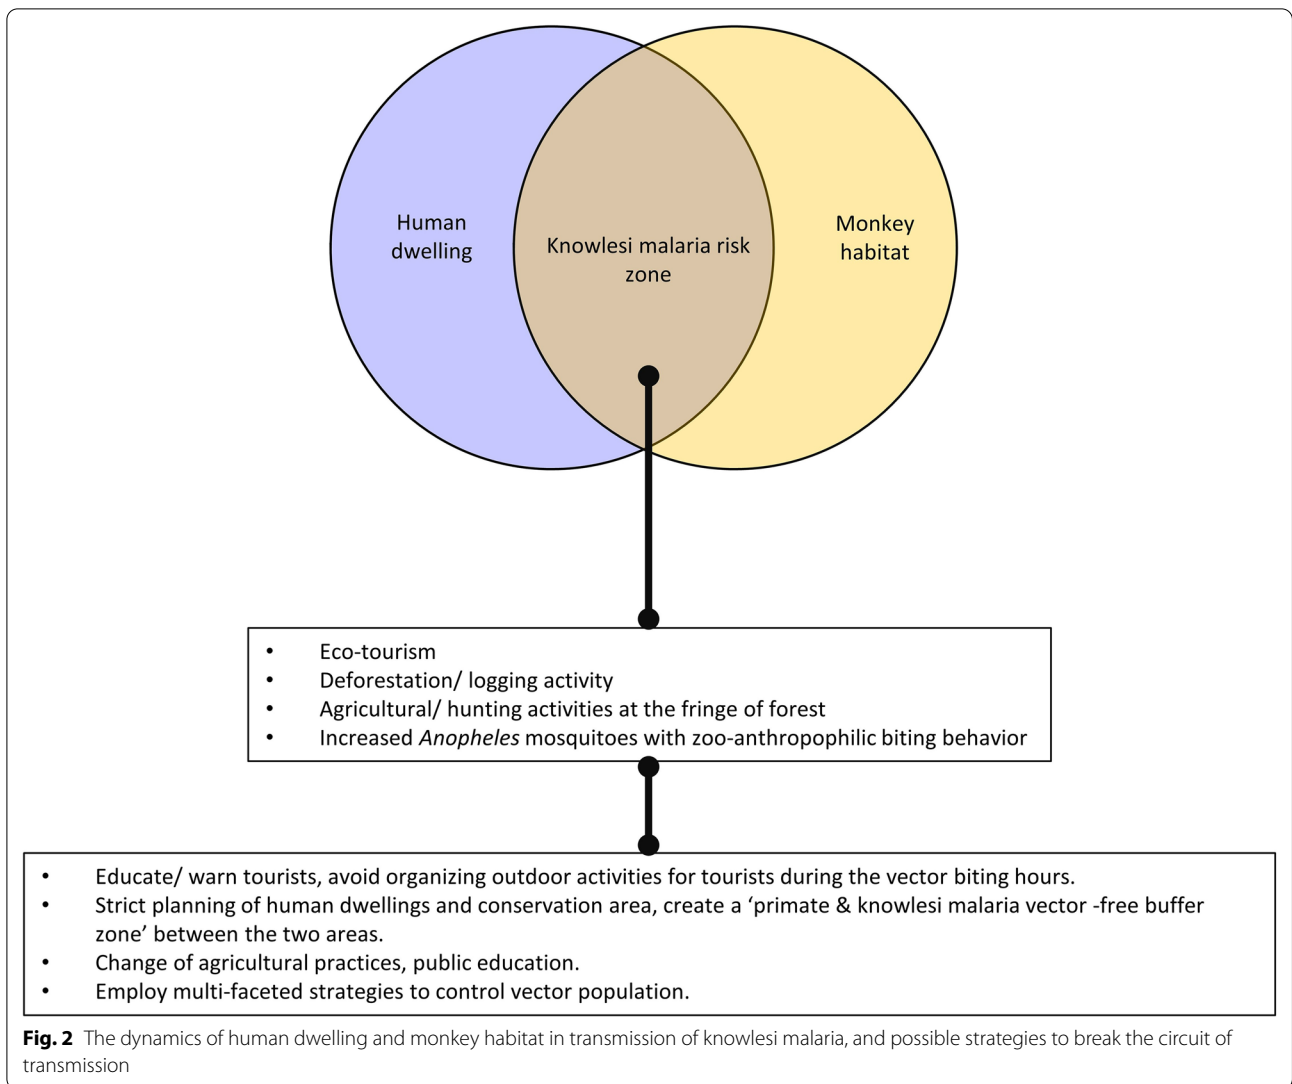 Human
dwelling
Knowlesi malaria risk
zone
Monkey
habitat
• Eco-tourism
• Deforestation/ logging activity
• Agricultural/ hunting activities at the fringe of forest
• Increased Anopheles mosquitoes with zoo-anthropophilic biting behavior
• Educate/ warn tourists, avoid organizing outdoor activities for tourists during the vector biting hours.
• Strict planning of human dwellings and conservation area, create a ‘primate & knowlesi malaria vector -free buffer
zone’ between the two areas.
• Change of agricultural practices, public education.
• Employ multi-faceted strategies to control vector population.
Fig. 2 The dynamics of human dwelling and monkey habitat in transmission of knowlesi malaria, and possible strategies to break the circuit of
transmission